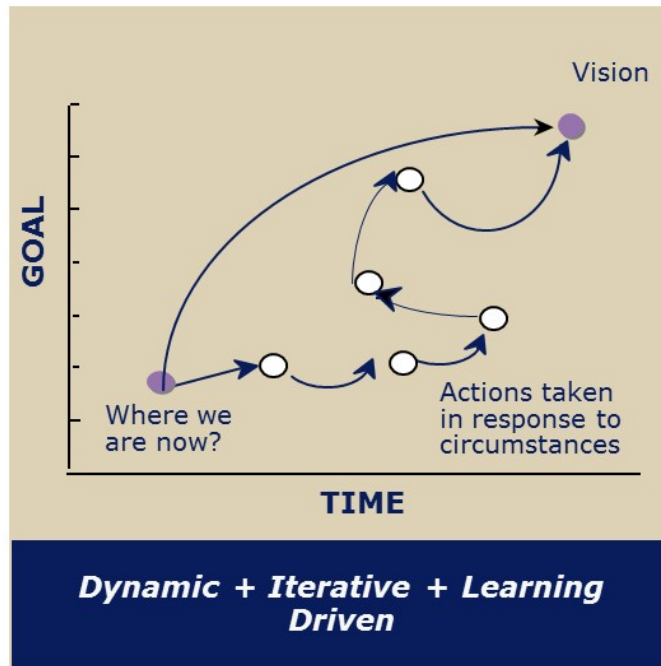 Vision
GOAL
Where we
are now?
Actions taken
in response to
circumstances
TIME
Dynamic + Iterative + Learning
Driven